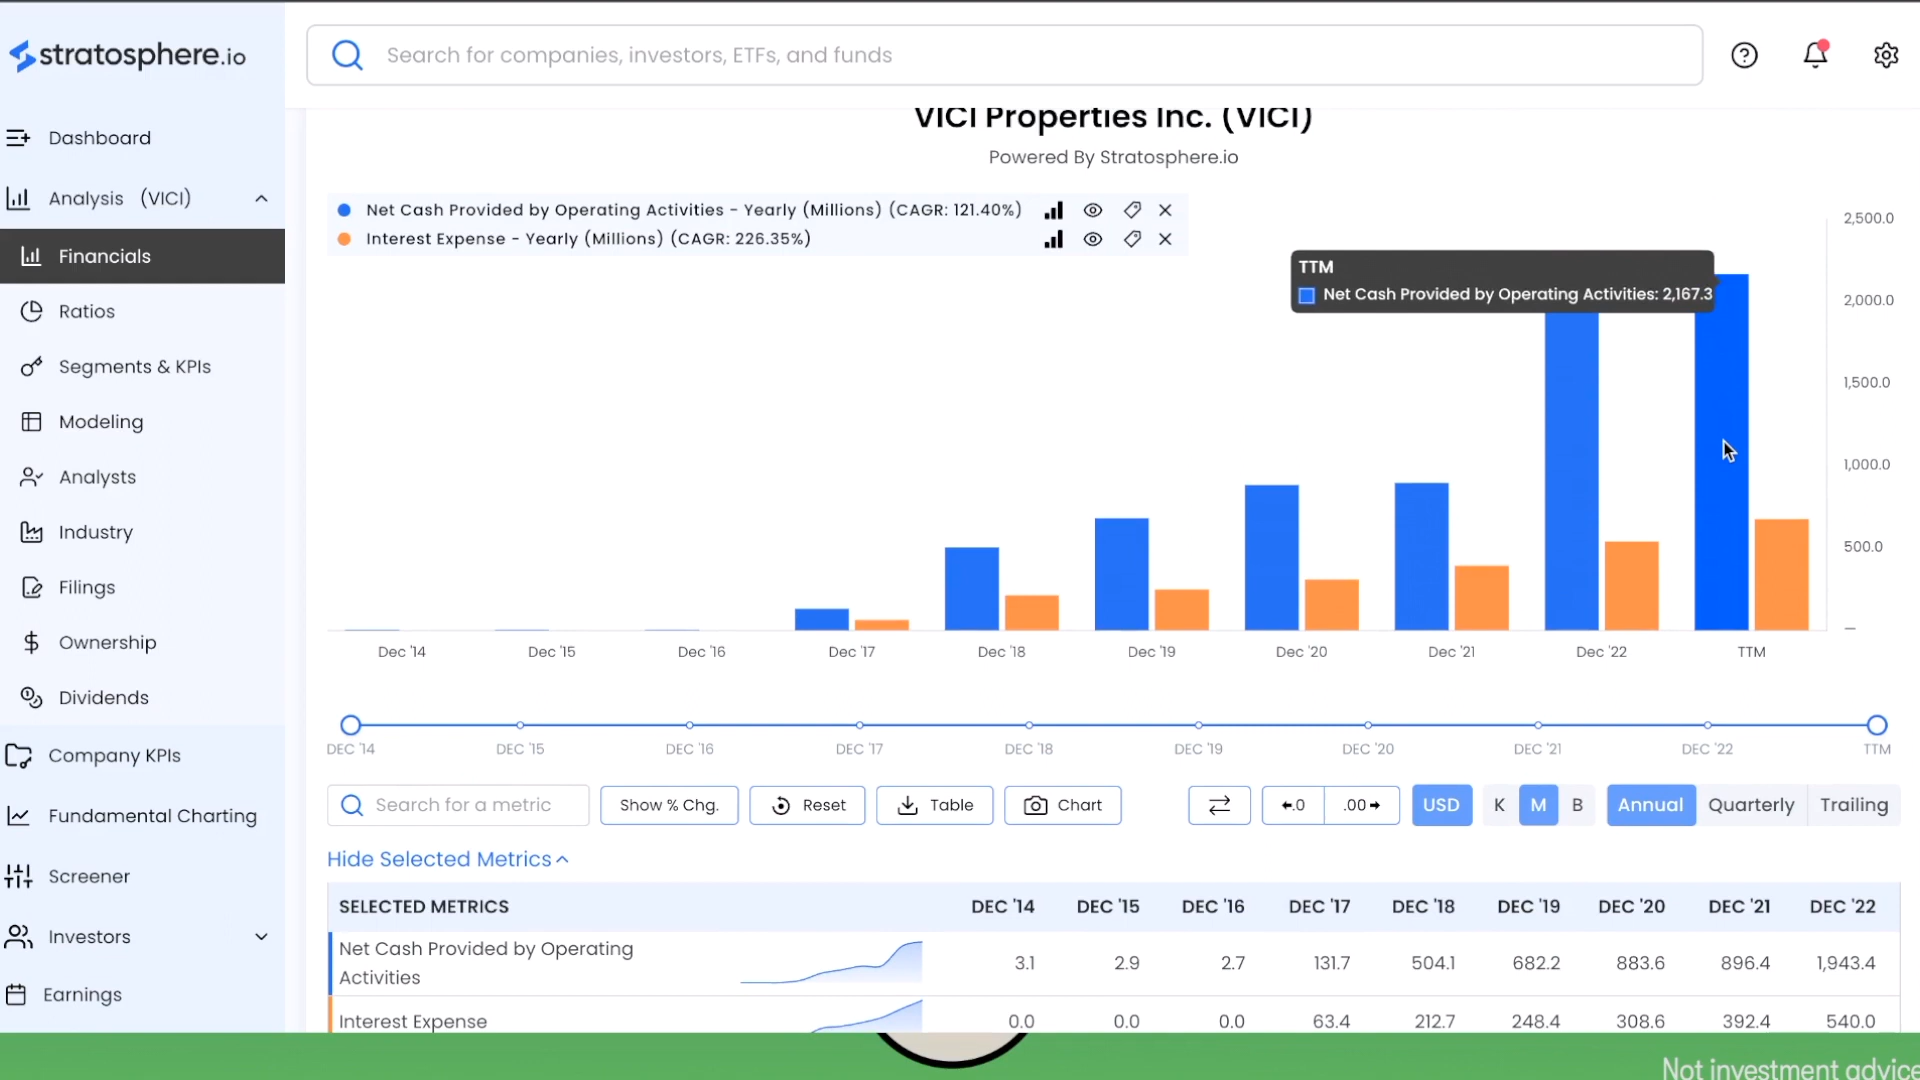 stratosphere.io
Search for companies, investors, ETFs, and funds
Dashboard
Analysis (VICI)
Financials
Ratios
Segments & KPIs
Modeling
Analysts
Industry
Filings
Ownership
Dividends
Company KPIs
Fundamental Charting
Screener
Investors
Earnings
VICI Properties Inc. (VICI)
Powered By Stratosphere.io
Net Cash Provided by Operating Activities - Yearly (Millions) (CAGR: 121.40%)
Interest Expense - Yearly (Millions) (CAGR: 226.35%)
TTM
Net Cash Provided by Operating Activities: 2,167.3
2,500.0
2,000.0
1,500.0
1,000.0
500.0
–
Dec '14 Dec '15 Dec '16 Dec '17 Dec '18 Dec '19 Dec '20 Dec '21 Dec '22 TTM
DEC '14 DEC '15 DEC '16 DEC '17 DEC '18 DEC '19 DEC '20 DEC '21 DEC '22 TTM
Search for a metric Show % Chg. Reset Table Chart .0 .00 USD K M B Annual Quarterly Trailing
Hide Selected Metrics
SELECTED METRICS DEC '14 DEC '15 DEC '16 DEC '17 DEC '18 DEC '19 DEC '20 DEC '21 DEC '22
Net Cash Provided by Operating
Activities 3.1 2.9 2.7 131.7 504.1 682.2 883.6 896.4 1,943.4
Interest Expense 0.0 0.0 0.0 63.4 212.7 248.4 308.6 392.4 540.0
Not investment advice